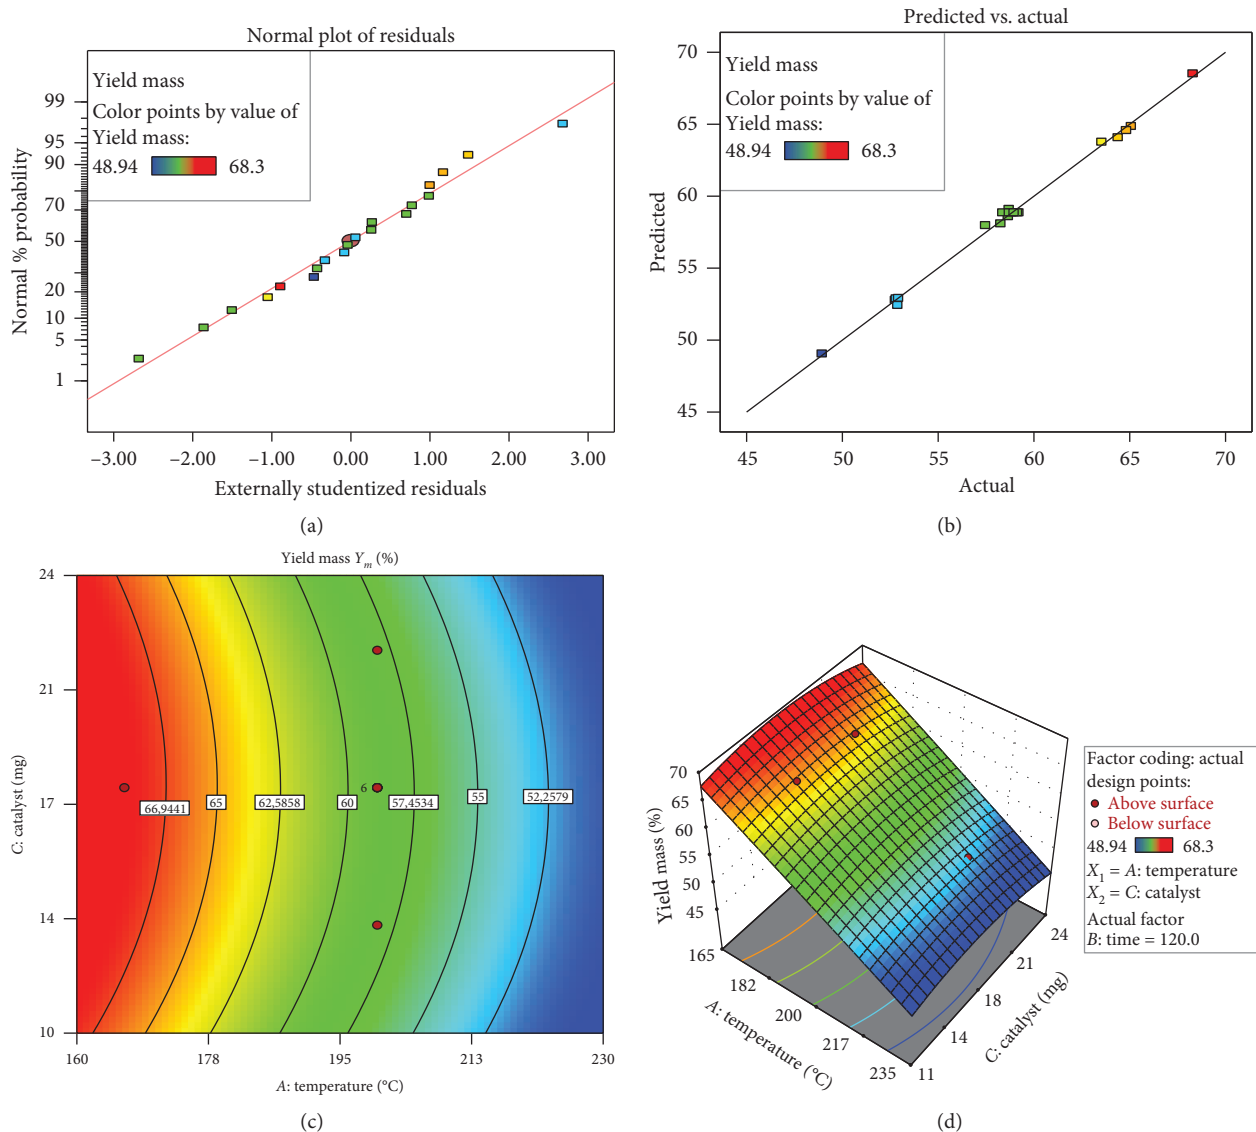 Normal plot of residuals
Yield mass
Color points by value of
Yield mass:
48.94 68.3
Normal % probability
99
95
90
70
50
20
10
5
1
−3.00 −2.00 −1.00 0.00 1.00 2.00 3.00
Externally studentized residuals
(a)
Predicted vs. actual
Yield mass
Color points by value of
Yield mass:
48.94 68.3
Predicted
70
65
60
55
50
45
45 50 55 60 65 70
Actual
(b)
Yield mass Ym (%)
C: catalyst (mg)
24
21
17
14
10
6
66,9441 65 62,5858 60 57,4534 55 52,2579
160 178 195 213 230
A: temperature (°C)
(c)
Yield mass (%)
70
65
60
55
50
45
165
182
200
217
235
A: temperature (°C)
11
14
18
21
24
C: catalyst (mg)
Factor coding: actual
design points:
Above surface
Below surface
48.94 68.3
X1 = A: temperature
X2 = C: catalyst
Actual factor
B: time = 120.0
(d)